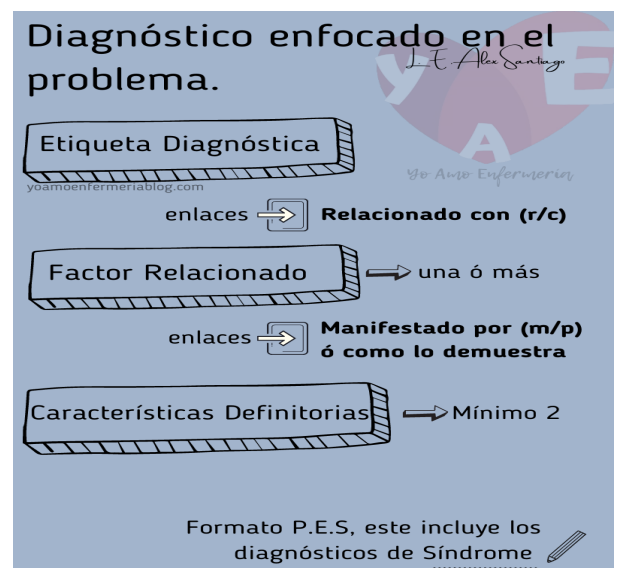 Diagnóstico enfocado en el
problema.
L. E. Alex Santiago
Y A E
Yo Amo Enfermería
Etiqueta Diagnóstica
yoamoenfermeriablog.com
enlaces Relacionado con (r/c)
Factor Relacionado una ó más
enlaces Manifestado por (m/p)
ó como lo demuestra
Características Definitorias Mínimo 2
Formato P.E.S, este incluye los
diagnósticos de Síndrome